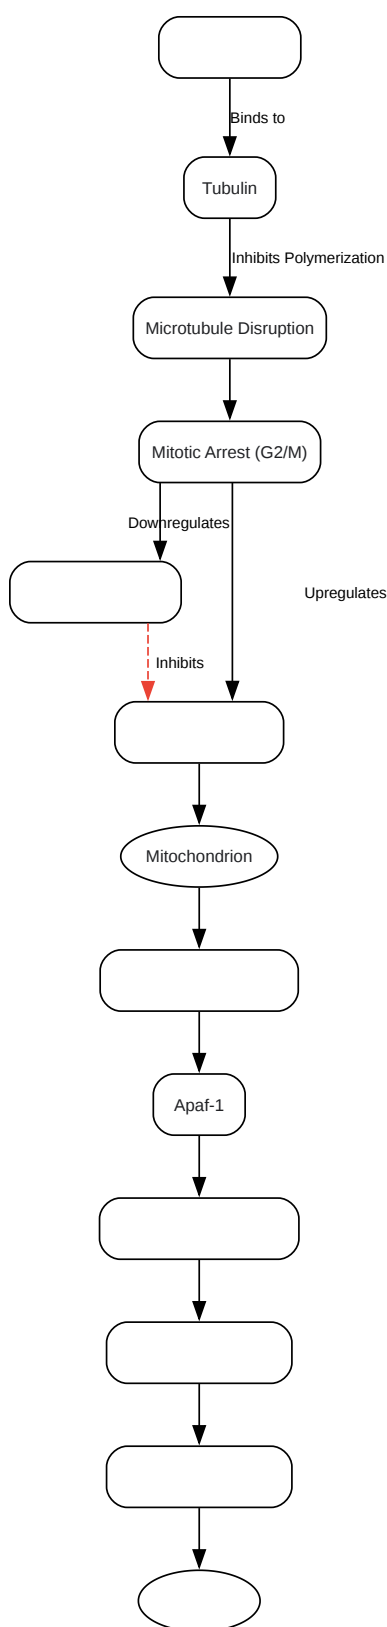 Binds to
Tubulin
Inhibits Polymerization
Microtubule Disruption
Mitotic Arrest (G2/M)
Downregulates
Upregulates
Inhibits
Mitochondrion
Apaf-1